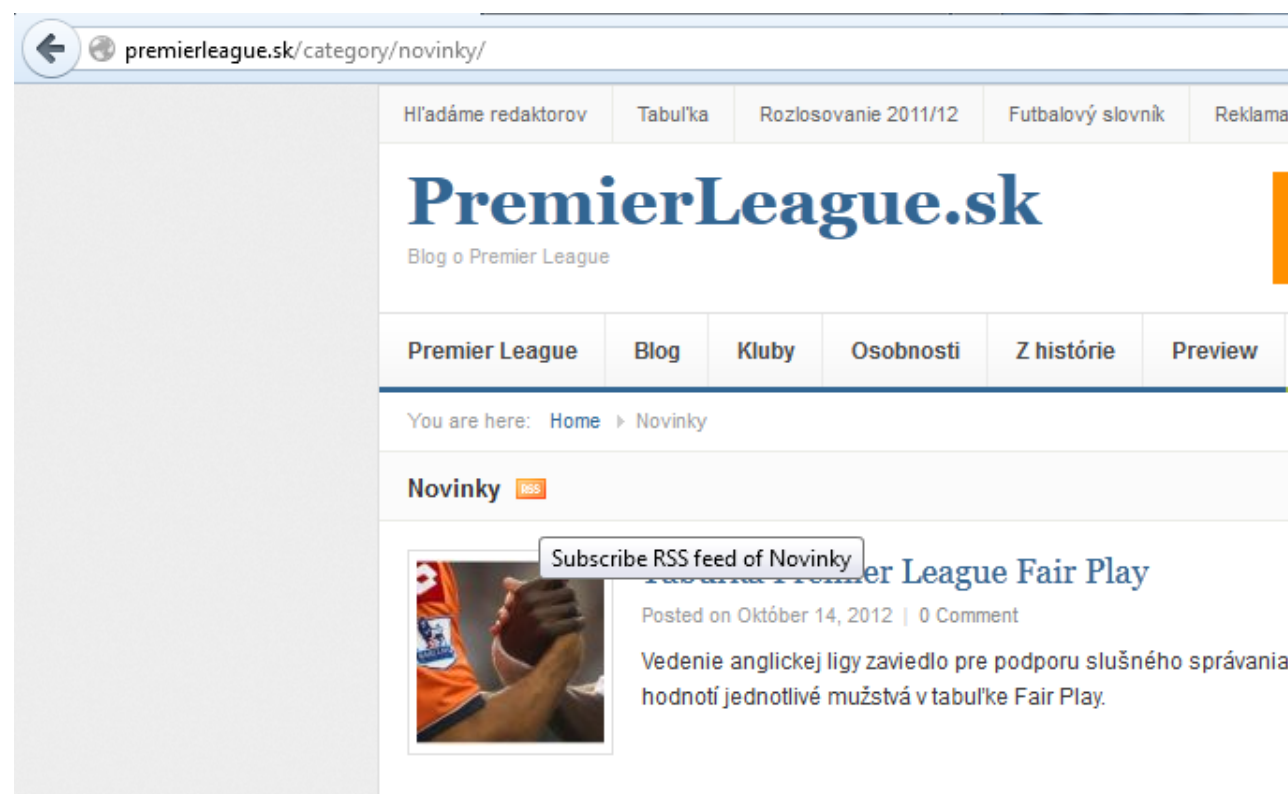 premierleague.sk/category/novinky/
Hľadáme redaktorov Tabuľka Rozlosovanie 2011/12 Futbalový slovník Reklama
PremierLeague.sk
Blog o Premier League
Premier League Blog Kluby Osobnosti Z histórie Preview
You are here: Home Novinky
Novinky RSS
Subscribe RSS feed of Novinky
Premier League Fair Play
Posted on Október 14, 2012 | 0 Comment
Vedenie anglickej ligy zaviedlo pre podporu slušného správania
hodnotí jednotlivé mužstvá v tabuľke Fair Play.